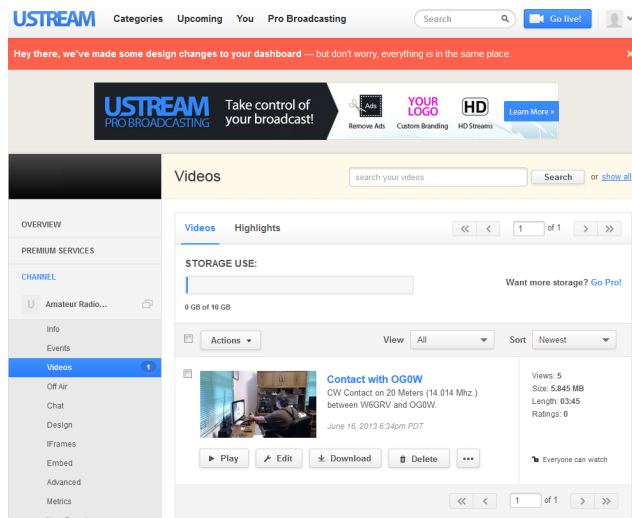 USTREAM Categories Upcoming You Pro Broadcasting Search Go live!
Hey there, we've made some design changes to your dashboard — but don't worry, everything is in the same place. ×
USTREAM
PRO BROADCASTING
Take control of
your broadcast!
Ads
Remove Ads
YOUR
LOGO
Custom Branding
HD
HD Streams
Learn More »
Videos search your videos Search or show all
OVERVIEW
PREMIUM SERVICES
CHANNEL
U Amateur Radio...
Info
Events
Videos 1
Off Air
Chat
Design
IFrames
Embed
Advanced
Metrics
Videos Highlights 1 of 1
STORAGE USE:
Want more storage? Go Pro!
0 GB of 10 GB
Actions View All Sort Newest
Contact with OG0W
CW Contact on 20 Meters (14.014 Mhz.)
between W6GRV and OG0W.
June 16, 2013 6:34pm PDT
Views: 5
Size: 5.845 MB
Length: 03:45
Ratings: 0
Play Edit Download Delete •••
Everyone can watch
1 of 1